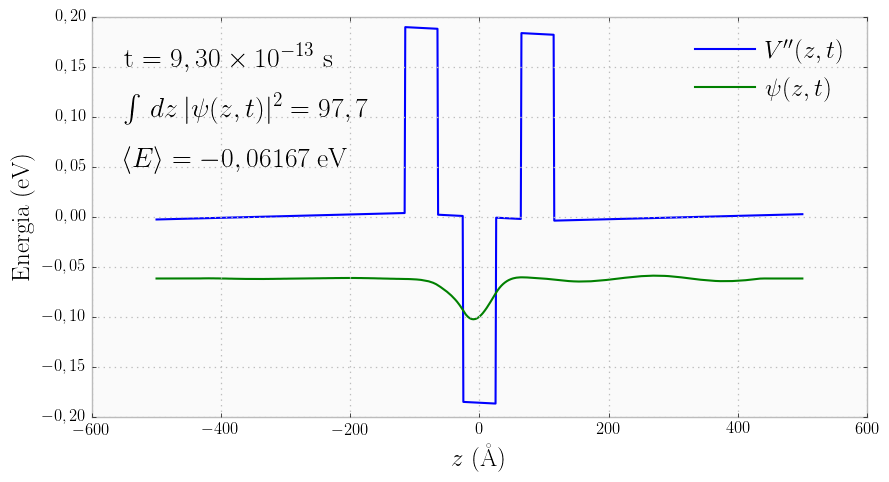 t = 9,30 × 10⁻¹³ s
∫ dz |ψ(z, t)|² = 97,7
⟨E⟩ = −0,06167 eV
V′′(z, t)
ψ(z, t)
Energia (eV)
0,20
0,15
0,10
0,05
0,00
−0,05
−0,10
−0,15
−0,20
−600 −400 −200 0 200 400 600
z (Å)